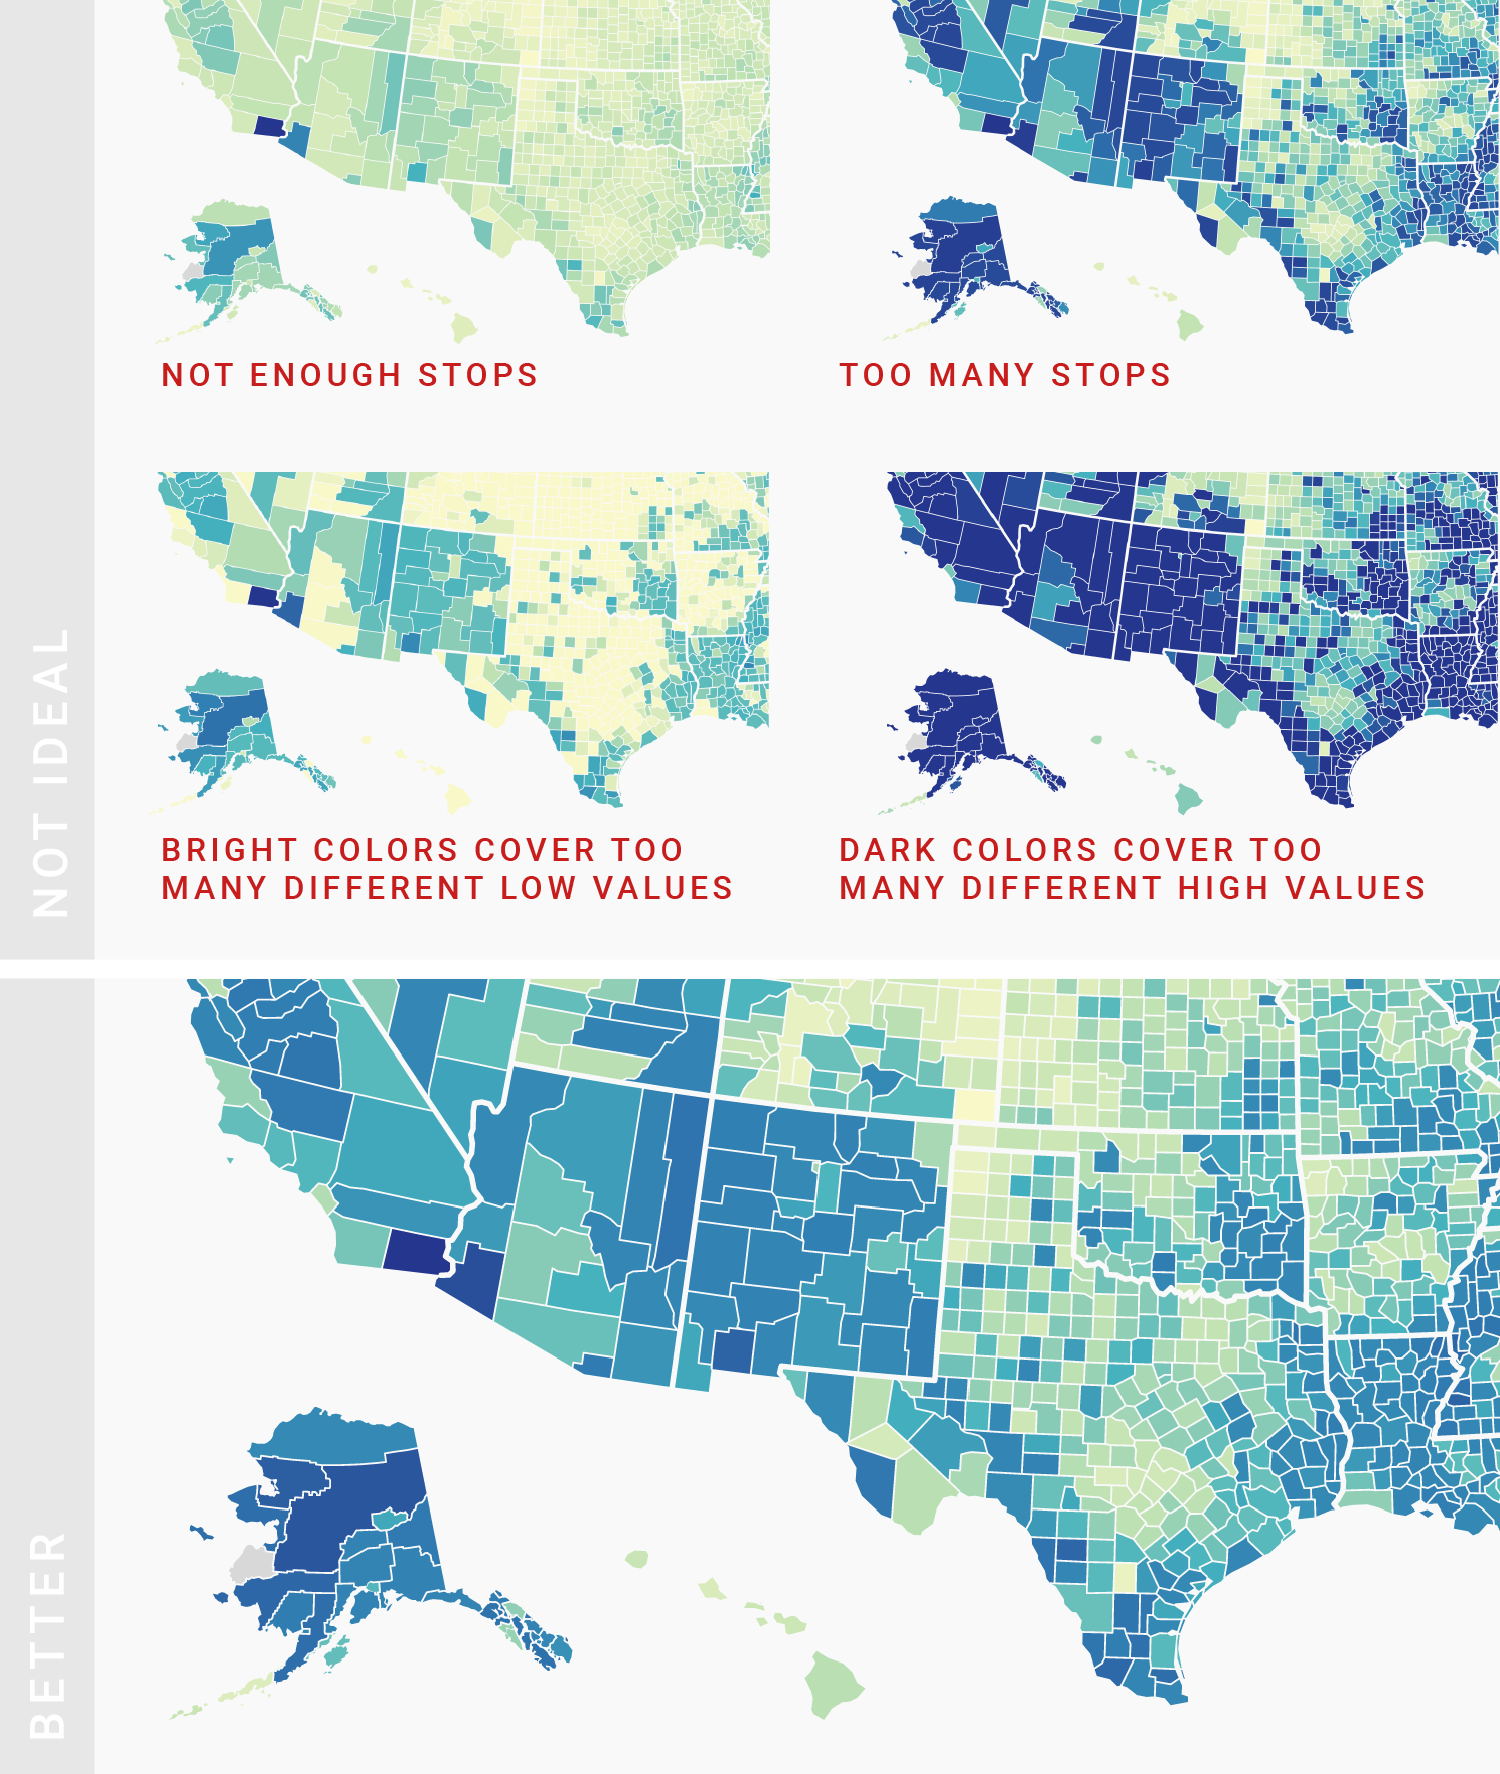 NOT IDEAL
NOT ENOUGH STOPS
TOO MANY STOPS
BRIGHT COLORS COVER TOO
MANY DIFFERENT LOW VALUES
DARK COLORS COVER TOO
MANY DIFFERENT HIGH VALUES
BETTER